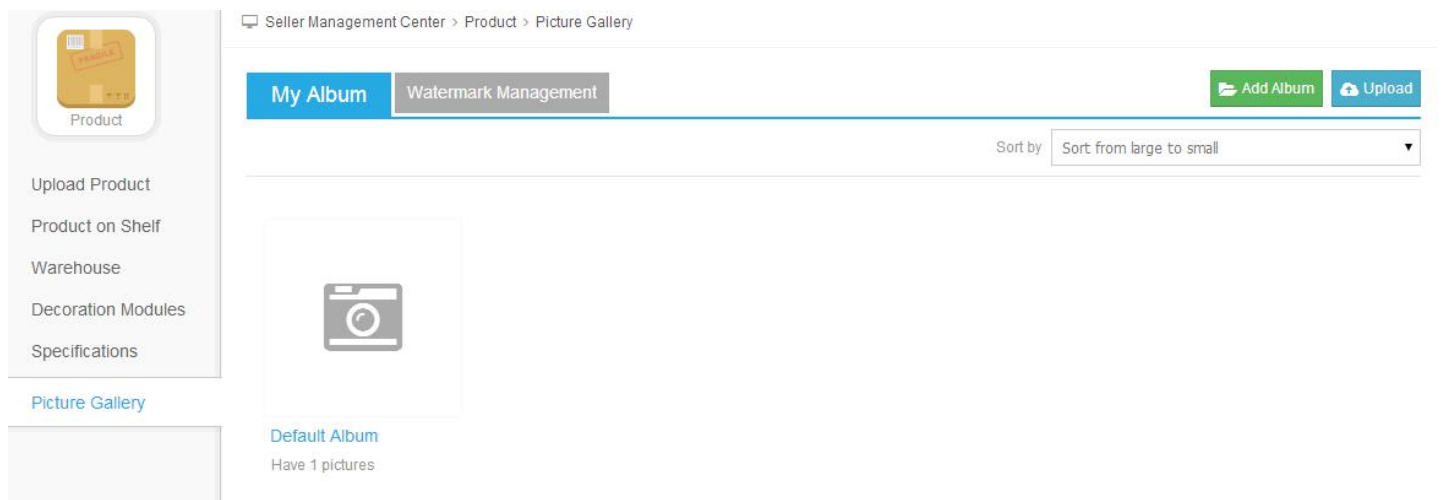 Seller Management Center > Product > Picture Gallery
FRAGILE
Product
My Album
Watermark Management
Add Album
Upload
Sort by
Sort from large to small
Upload Product
Product on Shelf
Warehouse
Decoration Modules
Specifications
Picture Gallery
Default Album
Have 1 pictures